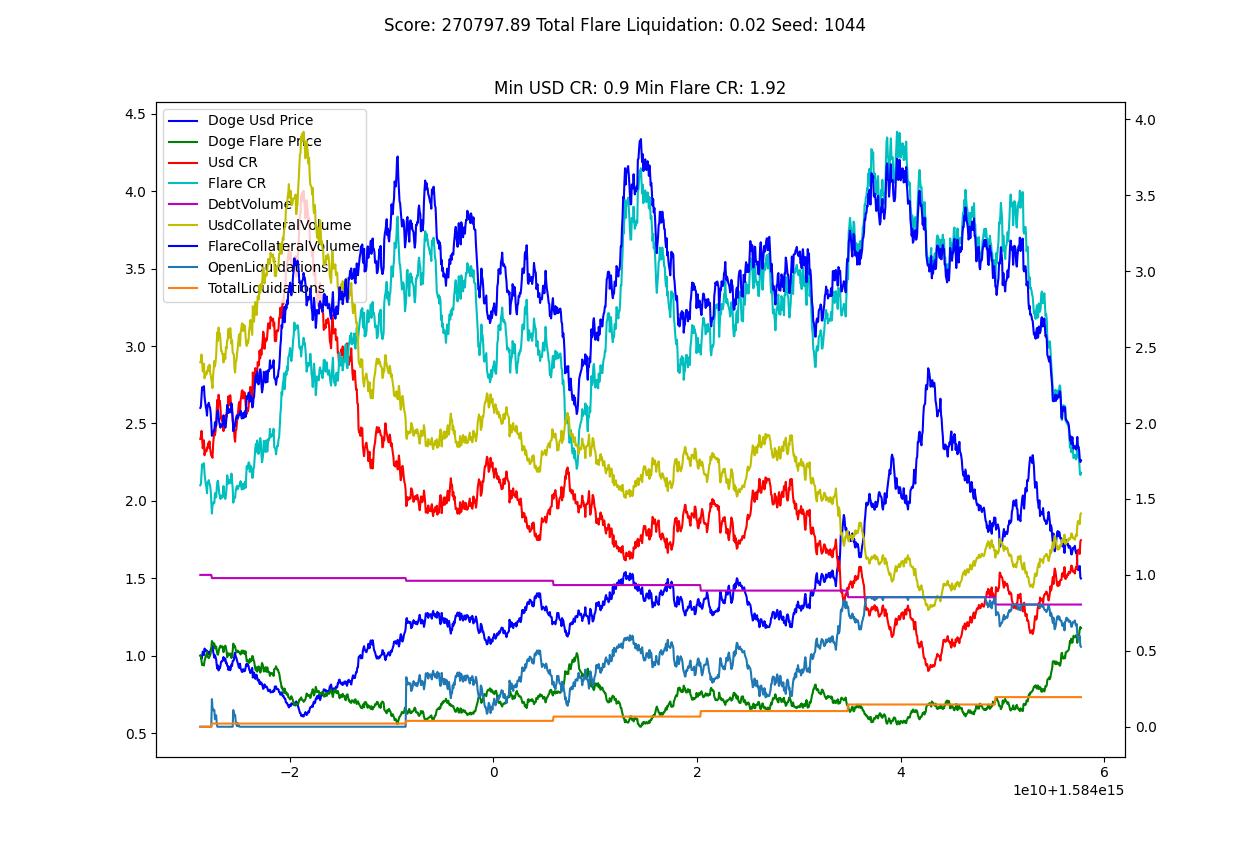 Score: 270797.89 Total Flare Liquidation: 0.02 Seed: 1044
Min USD CR: 0.9 Min Flare CR: 1.92
Doge Usd Price
Doge Flare Price
Usd CR
Flare CR
DebtVolume
UsdCollateralVolume
FlareCollateralVolume
OpenLiquidations
TotalLiquidations
4.5
4.0
3.5
3.0
2.5
2.0
1.5
1.0
0.5
4.0
3.5
3.0
2.5
2.0
1.5
1.0
0.5
0.0
−2
0
2
4
6
1e10+1.584e15